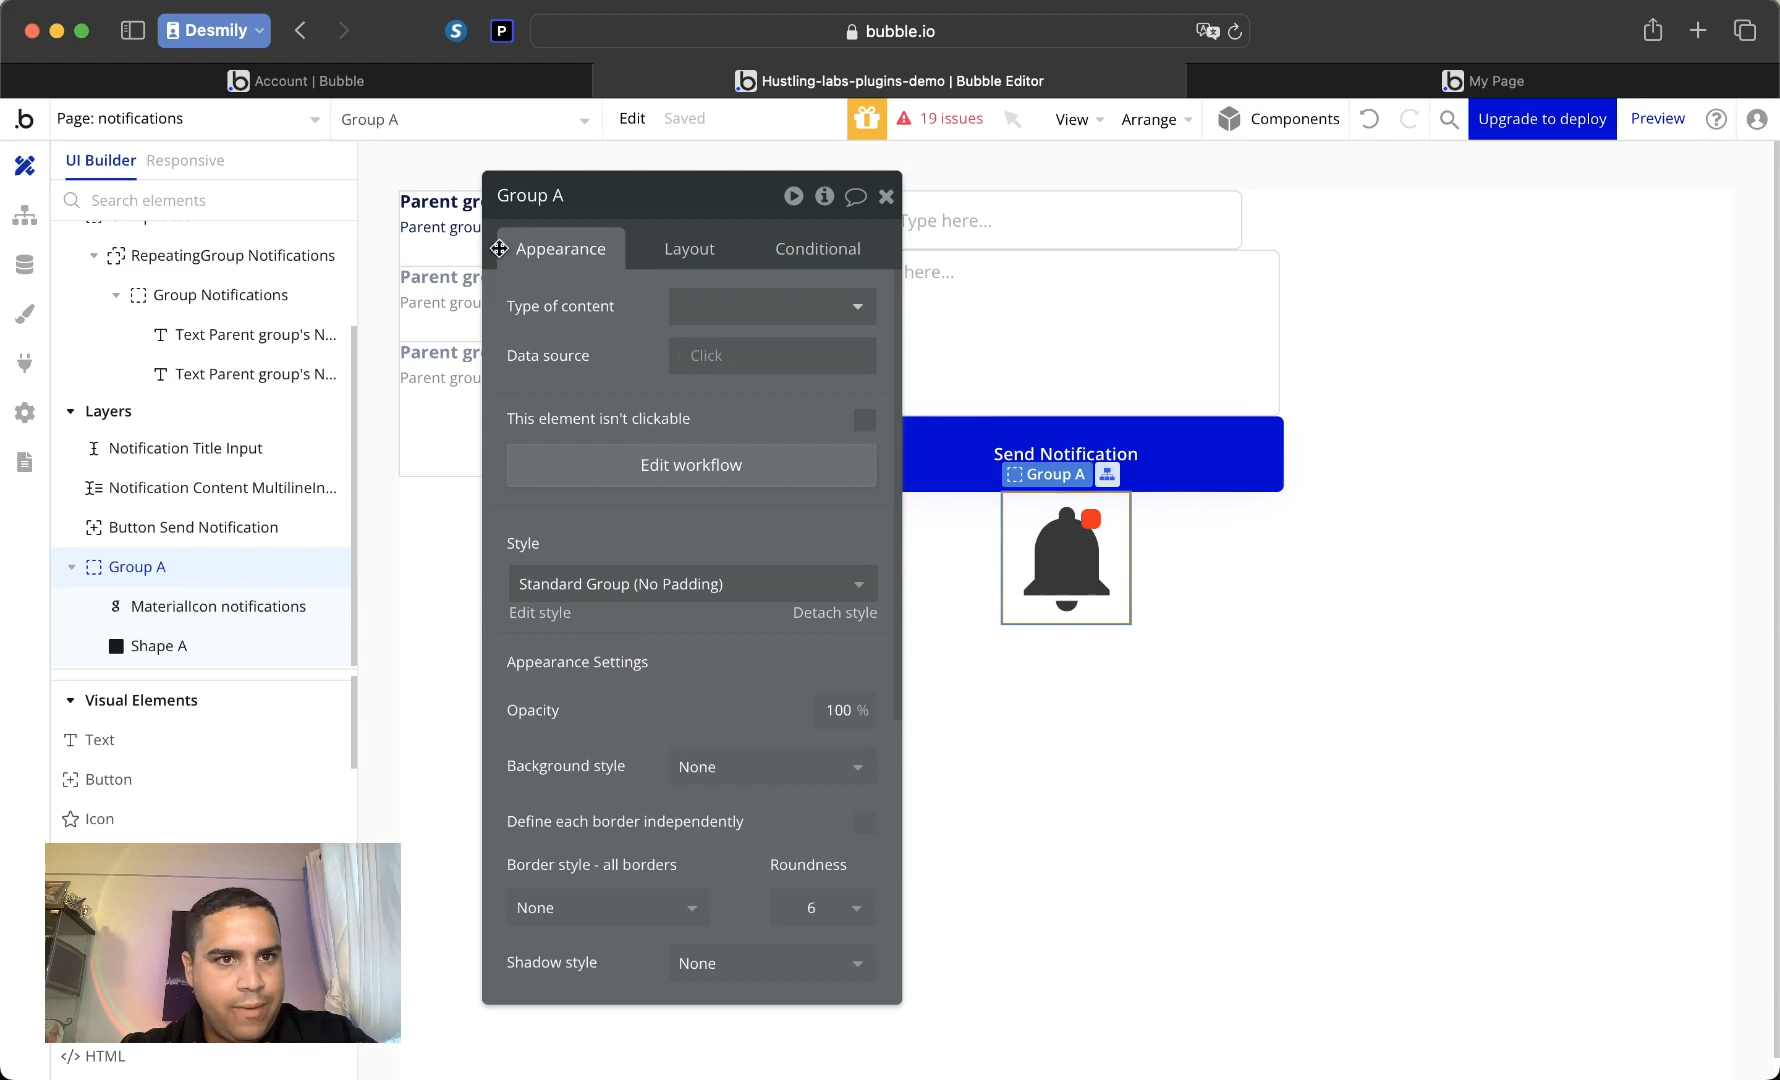 Desmily
S
P
bubble.io
b Account | Bubble
b Hustling-labs-plugins-demo | Bubble Editor
b My Page
b
Page: notifications
Group A
Edit
Saved
19 issues
View
Arrange
Components
Upgrade to deploy
Preview
UI Builder
Responsive
Search elements
RepeatingGroup Notifications
Group Notifications
Text Parent group's N...
Text Parent group's N...
Layers
Notification Title Input
Notification Content MultilineIn...
Button Send Notification
Group A
MaterialIcon notifications
Shape A
Visual Elements
Text
Button
Icon
</> HTML
Parent gr
Parent grou
Parent gr
Parent grou
Parent gr
Parent grou
Group A
Appearance
Layout
Conditional
Type of content
Data source
Click
This element isn't clickable
Edit workflow
Style
Standard Group (No Padding)
Edit style
Detach style
Appearance Settings
Opacity
100 %
Background style
None
Define each border independently
Border style - all borders
Roundness
None
6
Shadow style
None
Type here...
here...
Send Notification
Group A